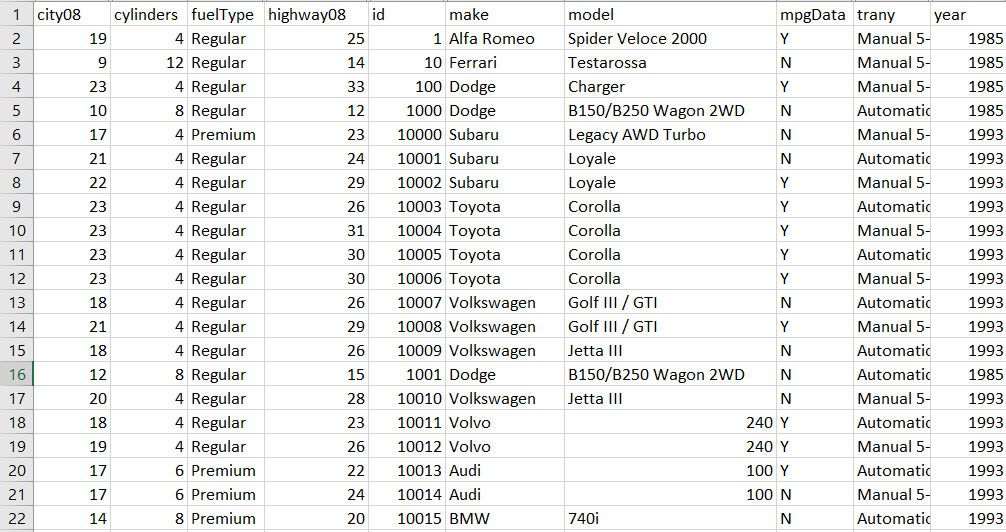 1 city08 cylinders fuelType highway08 id make model mpgData trany year
2 19 4 Regular 25 1 Alfa Romeo Spider Veloce 2000 Y Manual 5- 1985
3 9 12 Regular 14 10 Ferrari Testarossa N Manual 5- 1985
4 23 4 Regular 33 100 Dodge Charger Y Manual 5- 1985
5 10 8 Regular 12 1000 Dodge B150/B250 Wagon 2WD N Automatic 1985
6 17 4 Premium 23 10000 Subaru Legacy AWD Turbo N Manual 5- 1993
7 21 4 Regular 24 10001 Subaru Loyale N Automatic 1993
8 22 4 Regular 29 10002 Subaru Loyale Y Manual 5- 1993
9 23 4 Regular 26 10003 Toyota Corolla Y Automatic 1993
10 23 4 Regular 31 10004 Toyota Corolla Y Manual 5- 1993
11 23 4 Regular 30 10005 Toyota Corolla Y Automatic 1993
12 23 4 Regular 30 10006 Toyota Corolla Y Manual 5- 1993
13 18 4 Regular 26 10007 Volkswagen Golf III / GTI N Automatic 1993
14 21 4 Regular 29 10008 Volkswagen Golf III / GTI Y Manual 5- 1993
15 18 4 Regular 26 10009 Volkswagen Jetta III N Automatic 1993
16 12 8 Regular 15 1001 Dodge B150/B250 Wagon 2WD N Automatic 1985
17 20 4 Regular 28 10010 Volkswagen Jetta III N Manual 5- 1993
18 18 4 Regular 23 10011 Volvo 240 Y Automatic 1993
19 19 4 Regular 26 10012 Volvo 240 Y Manual 5- 1993
20 17 6 Premium 22 10013 Audi 100 Y Automatic 1993
21 17 6 Premium 24 10014 Audi 100 N Manual 5- 1993
22 14 8 Premium 20 10015 BMW 740i N Automatic 1993